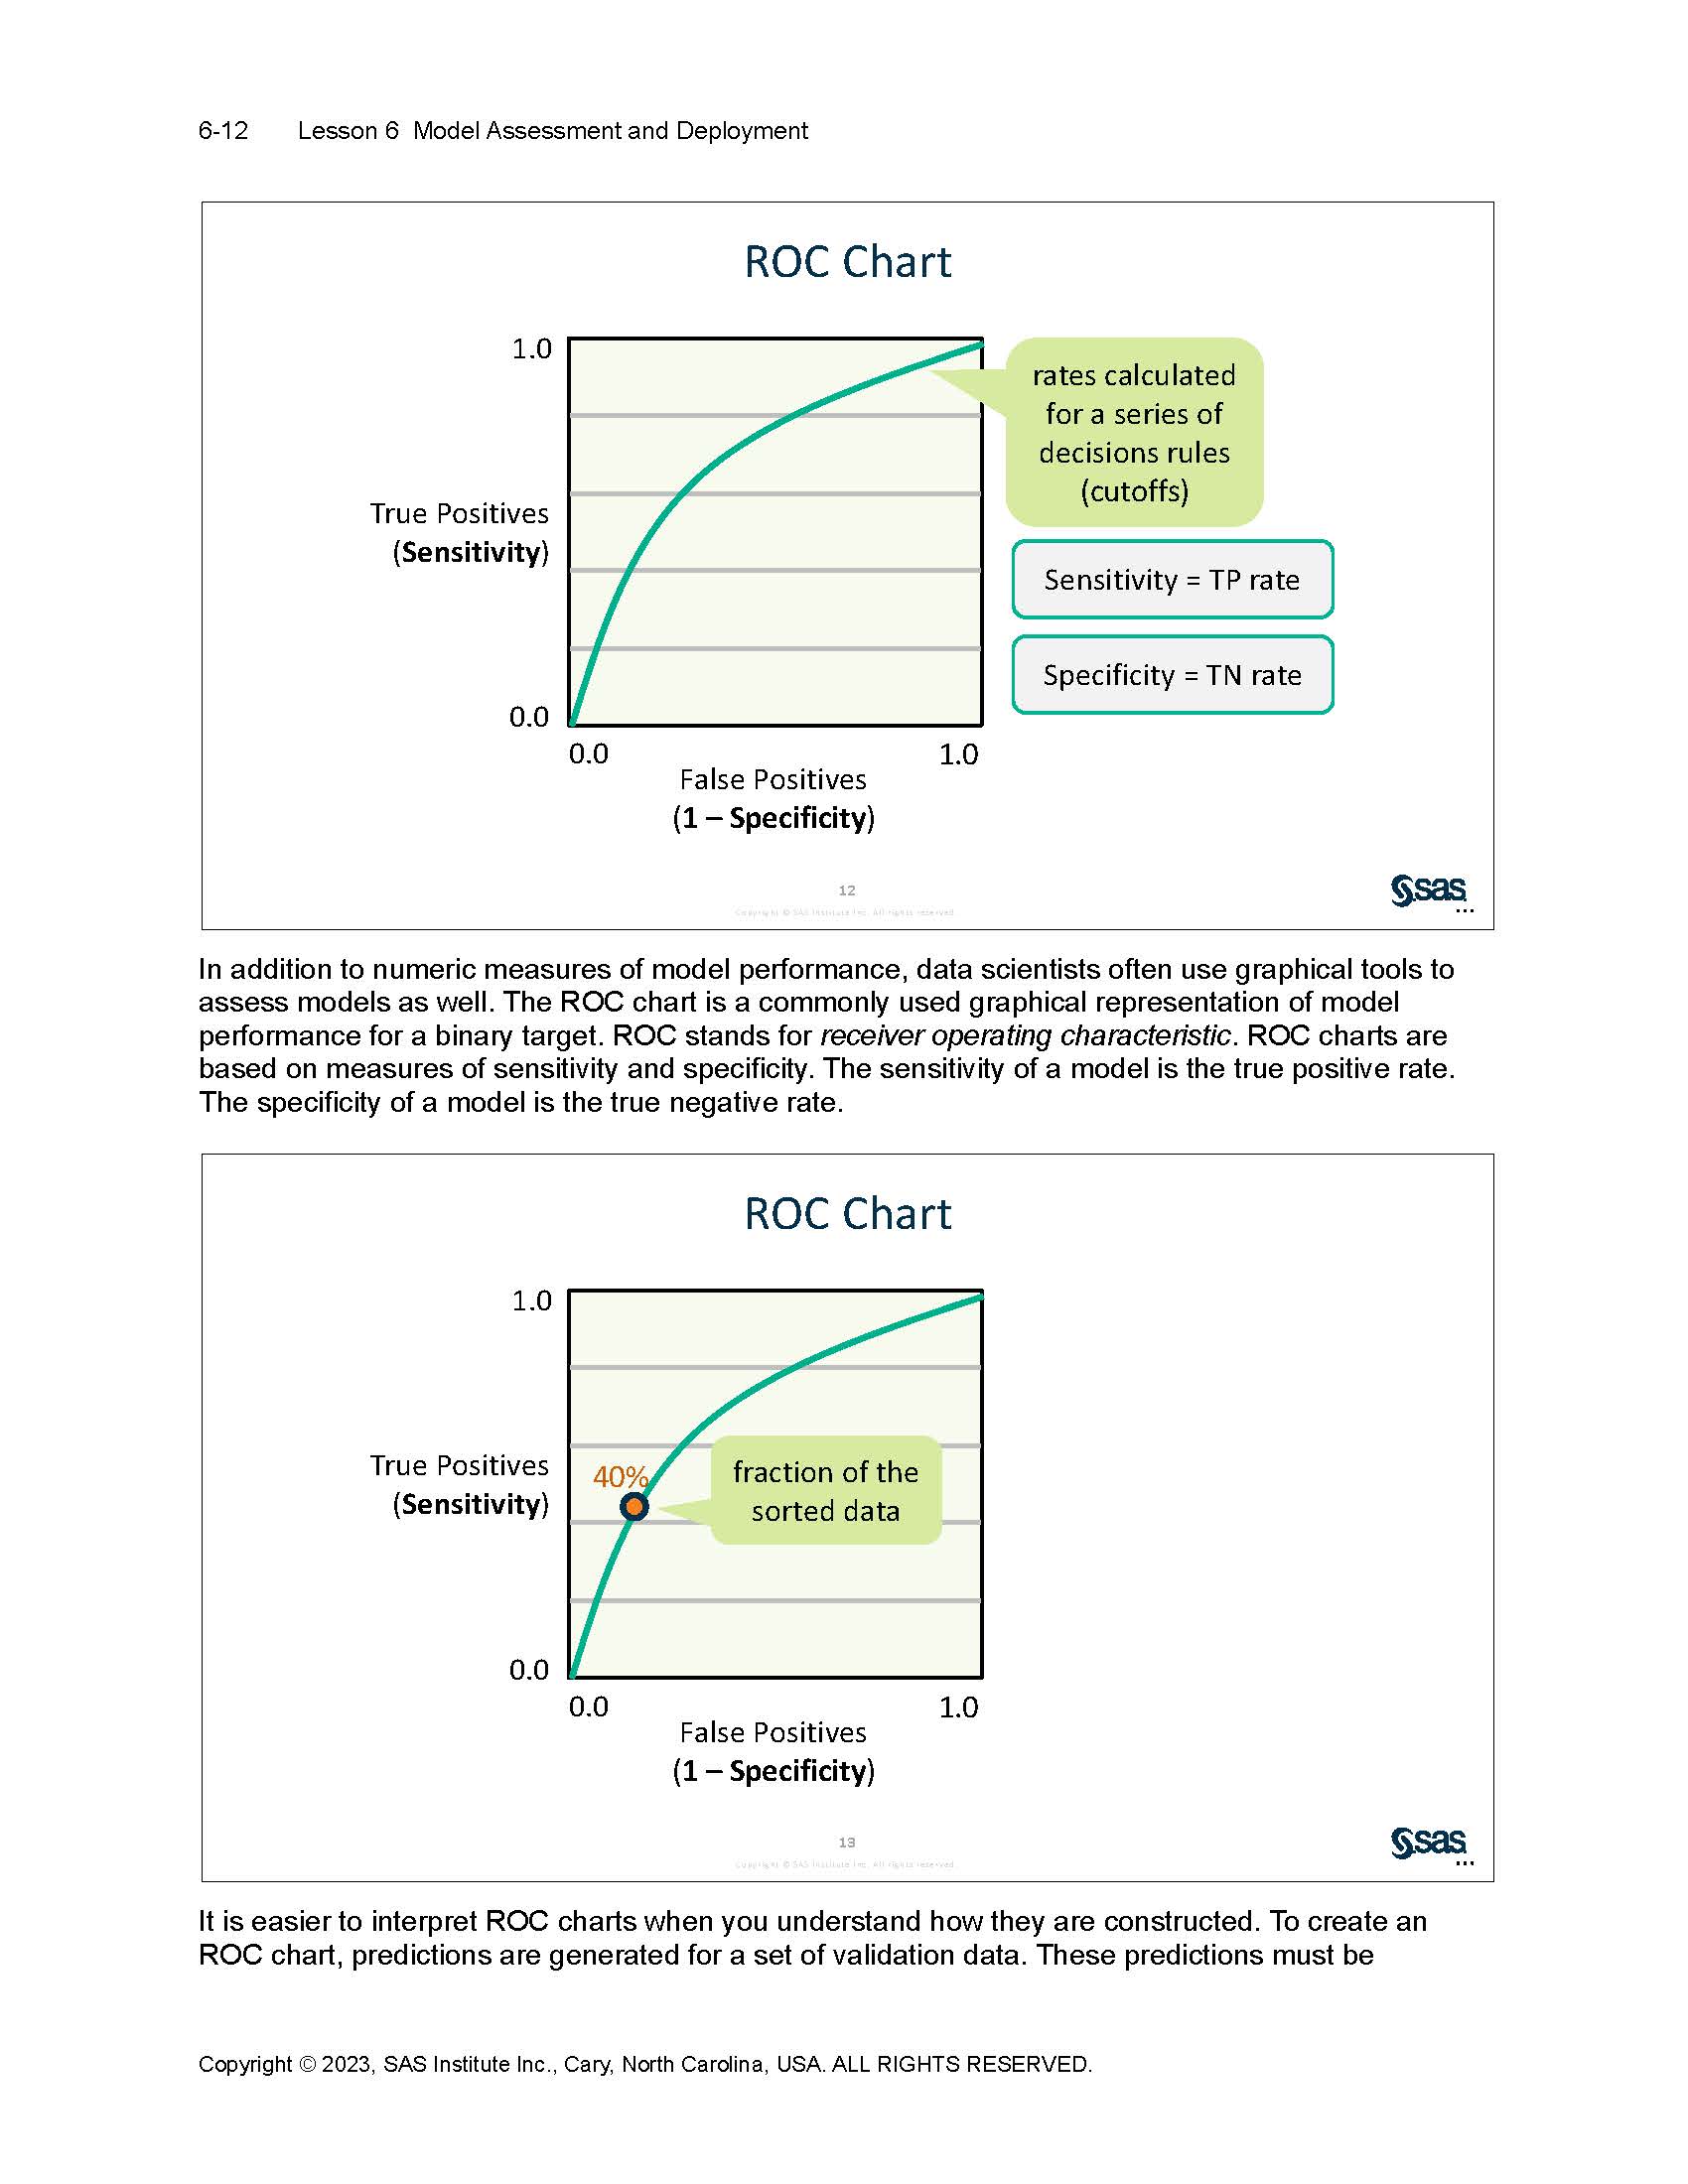 6-12 Lesson 6 Model Assessment and Deployment
ROC Chart
1.0
rates calculated
for a series of
decisions rules
(cutoffs)
True Positives
(Sensitivity)
Sensitivity = TP rate
Specificity = TN rate
0.0
0.0 1.0
False Positives
(1 – Specificity)
12
Copyright © SAS Institute Inc. All rights reserved.
sas
...
In addition to numeric measures of model performance, data scientists often use graphical tools to
assess models as well. The ROC chart is a commonly used graphical representation of model
performance for a binary target. ROC stands for receiver operating characteristic. ROC charts are
based on measures of sensitivity and specificity. The sensitivity of a model is the true positive rate.
The specificity of a model is the true negative rate.
ROC Chart
1.0
True Positives
(Sensitivity)
40%
fraction of the
sorted data
0.0
0.0 1.0
False Positives
(1 – Specificity)
13
Copyright © SAS Institute Inc. All rights reserved.
sas
...
It is easier to interpret ROC charts when you understand how they are constructed. To create an
ROC chart, predictions are generated for a set of validation data. These predictions must be
Copyright © 2023, SAS Institute Inc., Cary, North Carolina, USA. ALL RIGHTS RESERVED.